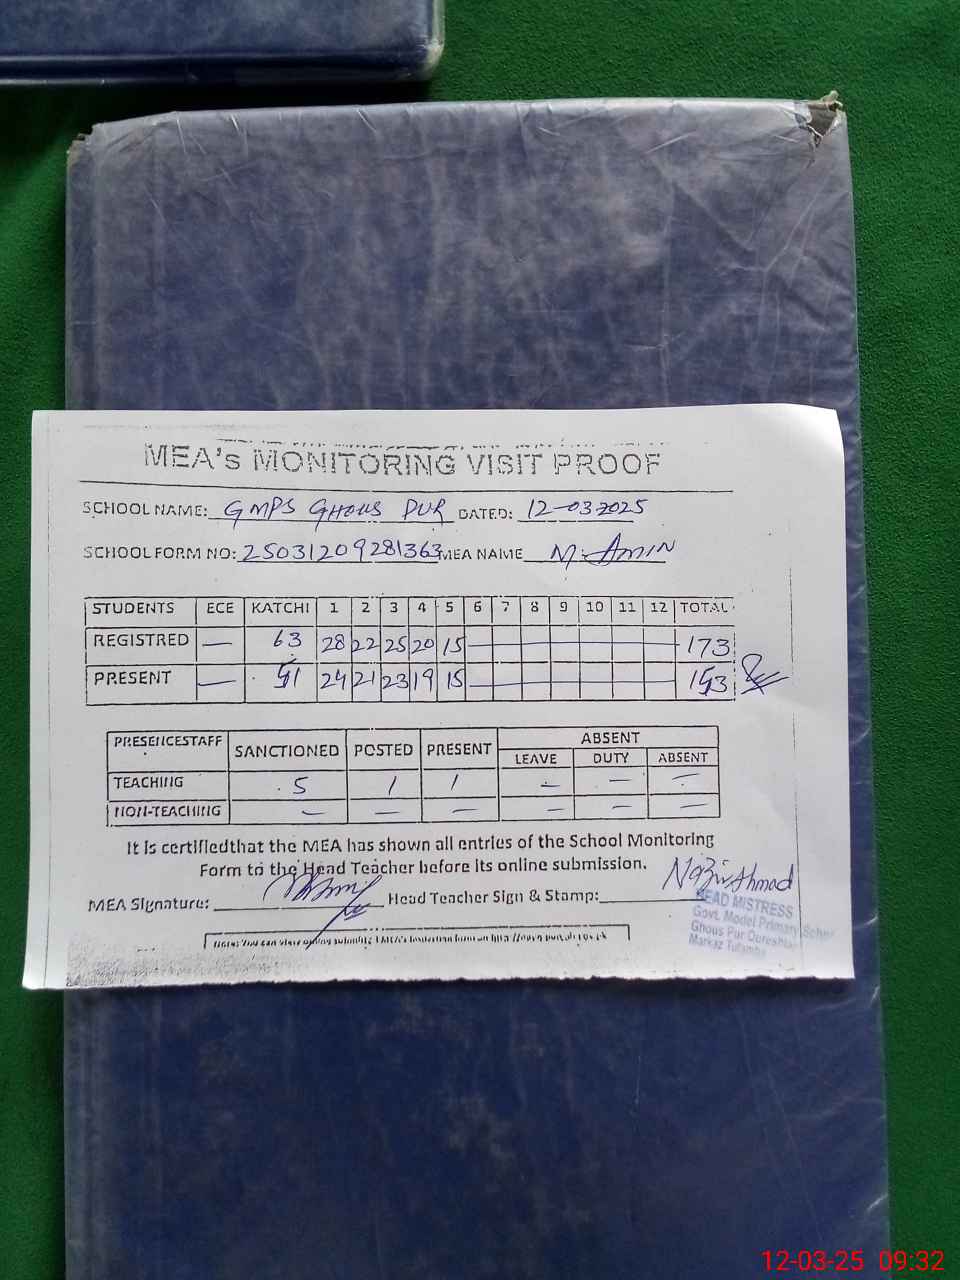 MEA's MONITORING VISIT PROOF
SCHOOL NAME: GMPS GHOUS PUR DATED: 12-03-2025
SCHOOL FORM NO: 25031209281363 MEA NAME M. AMIN
STUDENTS ECE KATCHI 1 2 3 4 5 6 7 8 9 10 11 12 TOTAL
REGISTRED — 63 28 22 25 20 15 — 173
PRESENT — 51 24 21 23 19 15 — 153
PRESENCESTAFF SANCTIONED POSTED PRESENT ABSENT
LEAVE DUTY ABSENT
TEACHING 5 1 1 — — —
NON-TEACHING — — — — — —
It is certifiedthat the MEA has shown all entries of the School Monitoring
Form to the Head Teacher before its online submission.
MEA Signature: Head Teacher Sign & Stamp: Nazir Ahmad
HEAD MISTRESS
Govt. Model Primary School
Ghous Pur Qureshian
Markaz Tulamba
12-03-25 09:32